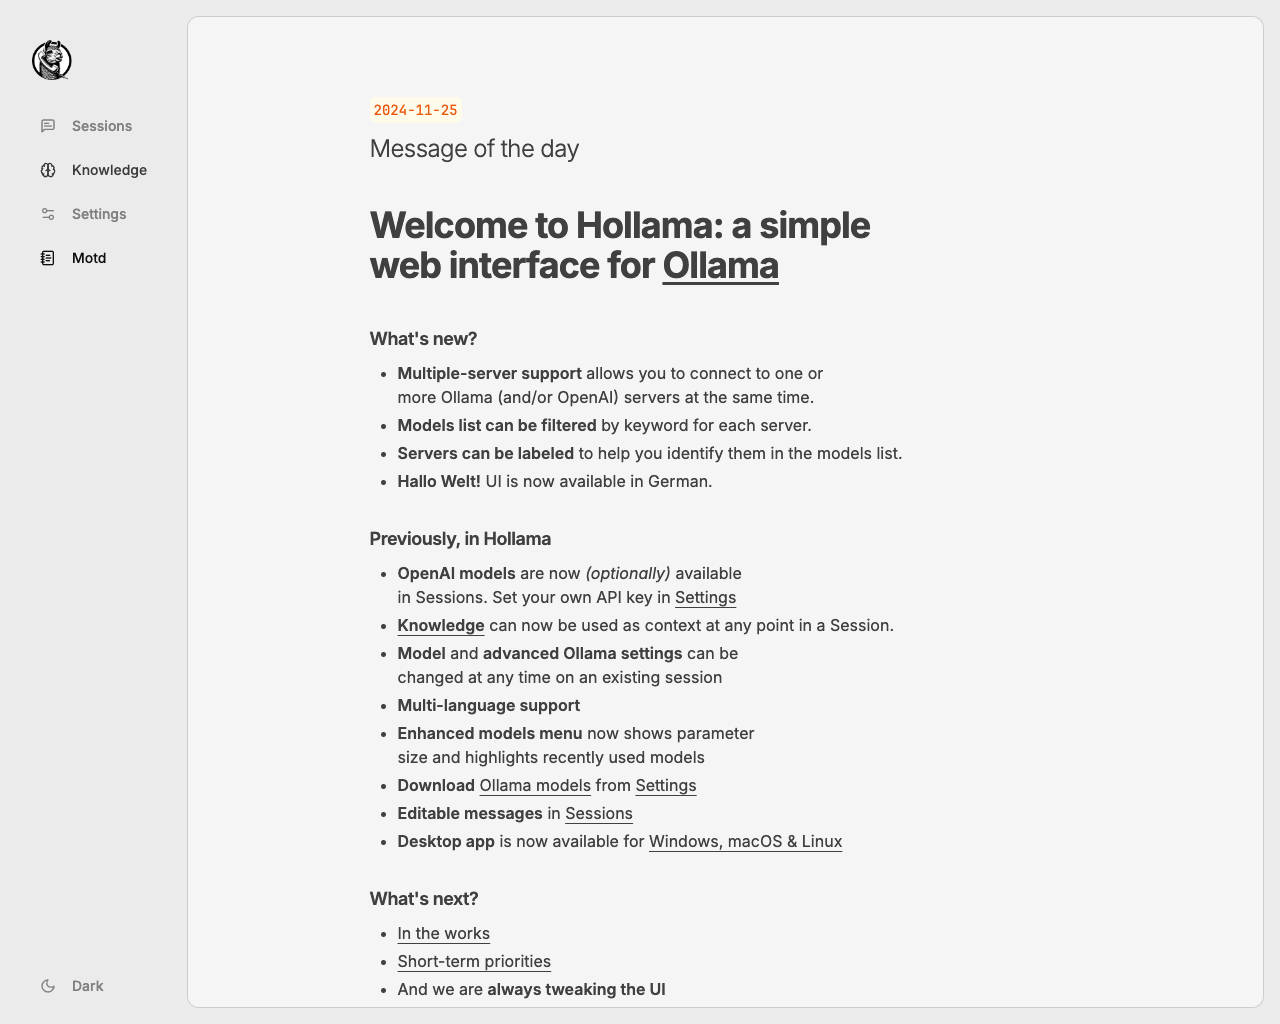 Sessions
Knowledge
Settings
Motd
Dark
2024-11-25
Message of the day
Welcome to Hollama: a simple
web interface for Ollama
What's new?
Multiple-server support allows you to connect to one or
more Ollama (and/or OpenAI) servers at the same time.
Models list can be filtered by keyword for each server.
Servers can be labeled to help you identify them in the models list.
Hallo Welt! UI is now available in German.
Previously, in Hollama
OpenAI models are now (optionally) available
in Sessions. Set your own API key in Settings
Knowledge can now be used as context at any point in a Session.
Model and advanced Ollama settings can be
changed at any time on an existing session
Multi-language support
Enhanced models menu now shows parameter
size and highlights recently used models
Download Ollama models from Settings
Editable messages in Sessions
Desktop app is now available for Windows, macOS & Linux
What's next?
In the works
Short-term priorities
And we are always tweaking the UI